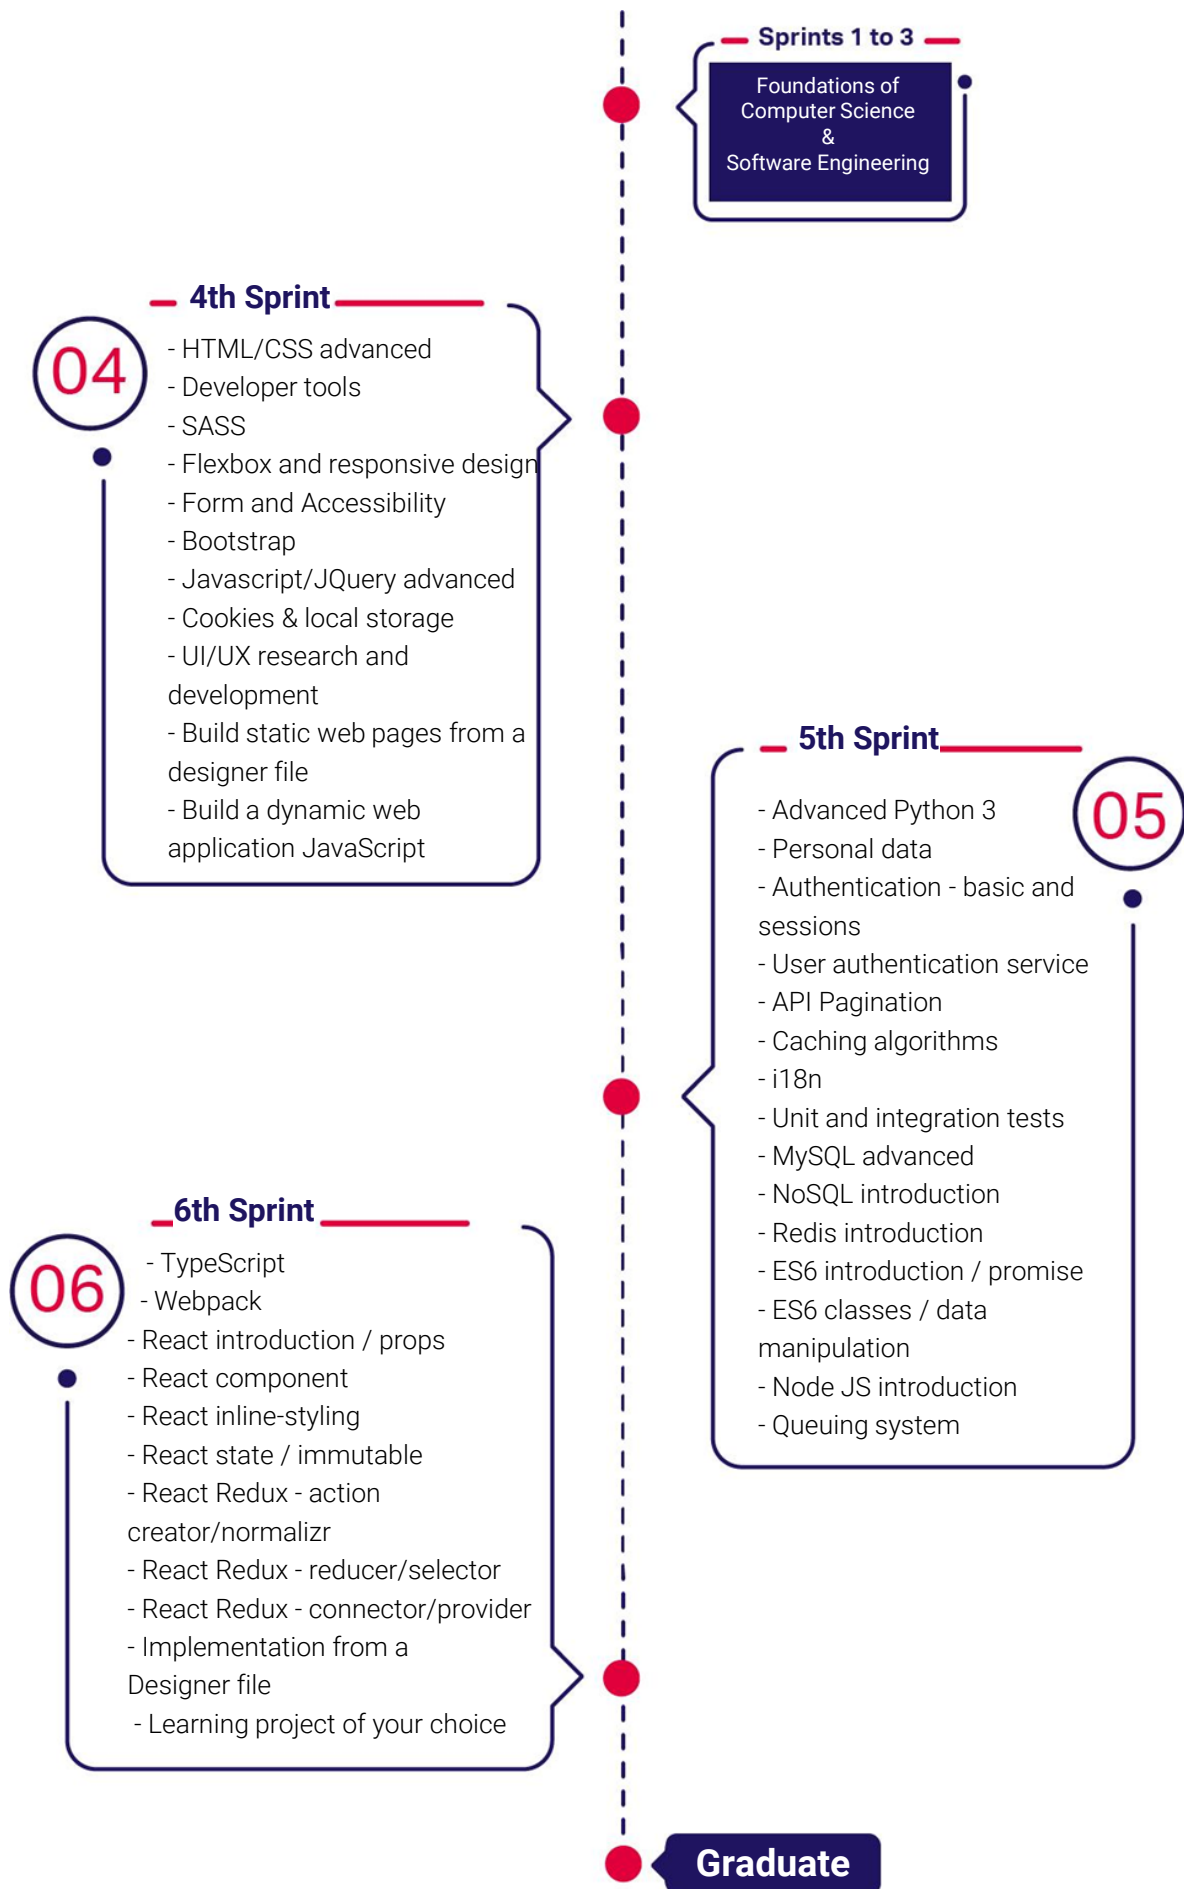 Sprints 1 to 3
Foundations of
Computer Science
&
Software Engineering
4th Sprint
04
- HTML/CSS advanced
- Developer tools
- SASS
- Flexbox and responsive design
- Form and Accessibility
- Bootstrap
- Javascript/JQuery advanced
- Cookies & local storage
- UI/UX research and
development
- Build static web pages from a
designer file
- Build a dynamic web
application JavaScript
5th Sprint
05
- Advanced Python 3
- Personal data
- Authentication - basic and
sessions
- User authentication service
- API Pagination
- Caching algorithms
- i18n
- Unit and integration tests
- MySQL advanced
- NoSQL introduction
- Redis introduction
- ES6 introduction / promise
- ES6 classes / data
manipulation
- Node JS introduction
- Queuing system
6th Sprint
06
- TypeScript
- Webpack
- React introduction / props
- React component
- React inline-styling
- React state / immutable
- React Redux - action
creator/normalizr
- React Redux - reducer/selector
- React Redux - connector/provider
- Implementation from a
Designer file
- Learning project of your choice
Graduate